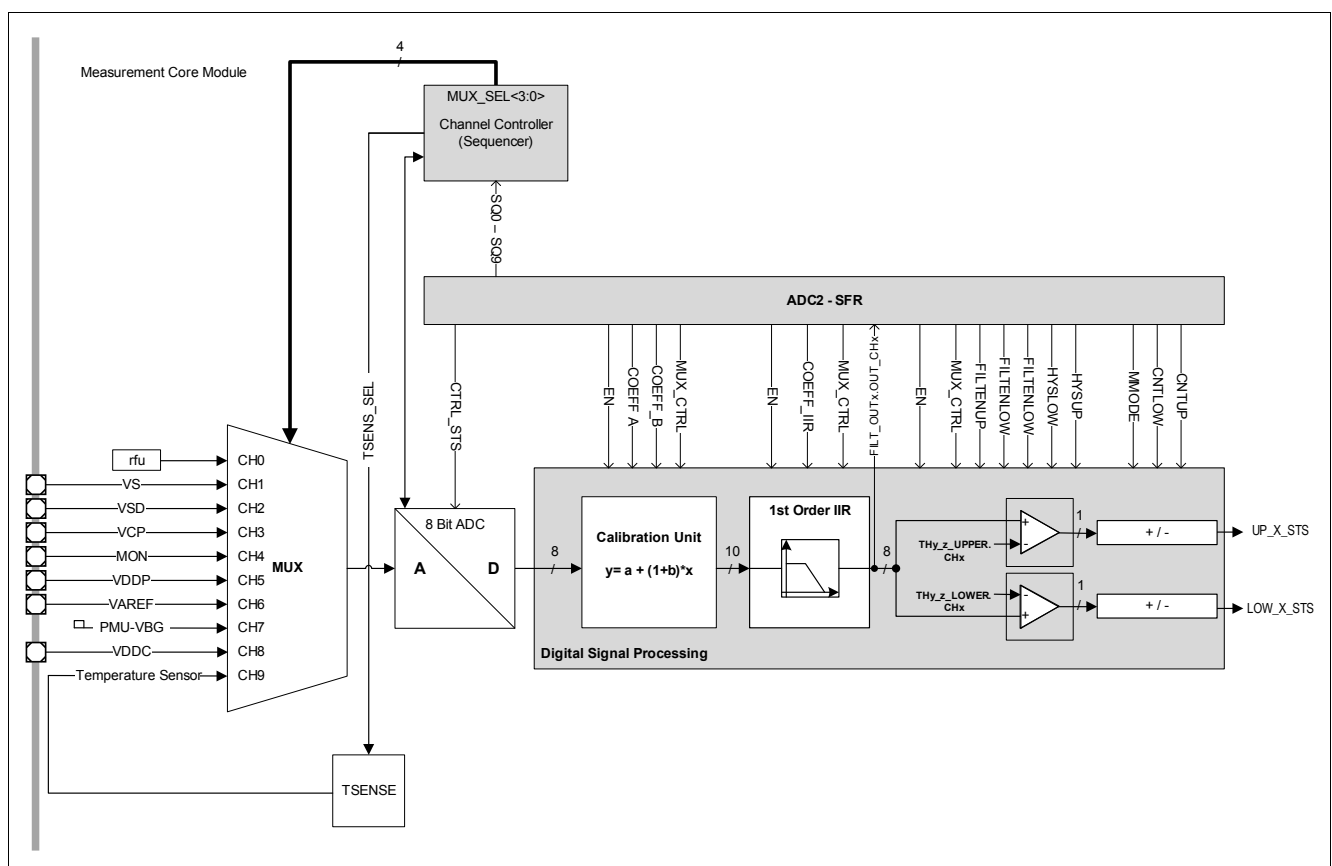 Measurement Core Module
4
MUX_SEL<3:0>
Channel Controller
(Sequencer)
SQ0 – SQ9
ADC2 - SFR
TSENS_SEL
CTRL_STS
EN
COEFF_A
COEFF_B
MUX_CTRL
EN
COEFF_IIR
MUX_CTRL
FILT_OUTx.OUT_CHx
EN
MUX_CTRL
FILTENUP
FILTENLOW
FILTENLOW
HYSLOW
HYSUP
MMODE
CNTLOW
CNTUP
rfu
CH0
VS
CH1
VSD
CH2
VCP
CH3
MON
CH4
VDDP
CH5
VAREF
CH6
PMU-VBG
CH7
VDDC
CH8
Temperature Sensor
CH9
MUX
8 Bit ADC
A
D
8
Calibration Unit
y= a + (1+b)*x
10
1st Order IIR
8
+
-
THy_z_UPPER.
CHx
1
+ / -
UP_X_STS
THy_z_LOWER.
CHx
-
+
1
+ / -
LOW_X_STS
Digital Signal Processing
TSENSE